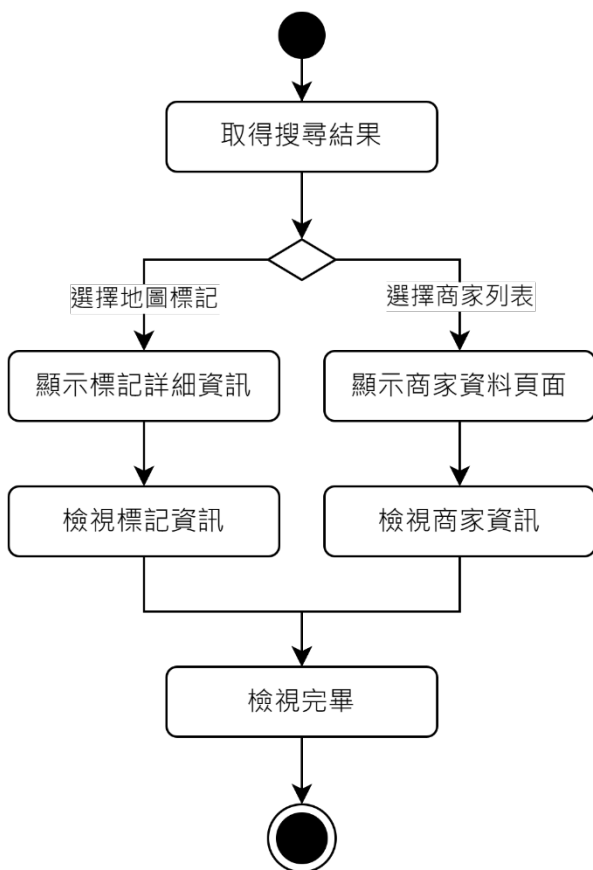 取得搜尋結果
選擇地圖標記
選擇商家列表
顯示標記詳細資訊
顯示商家資料頁面
檢視標記資訊
檢視商家資訊
檢視完畢